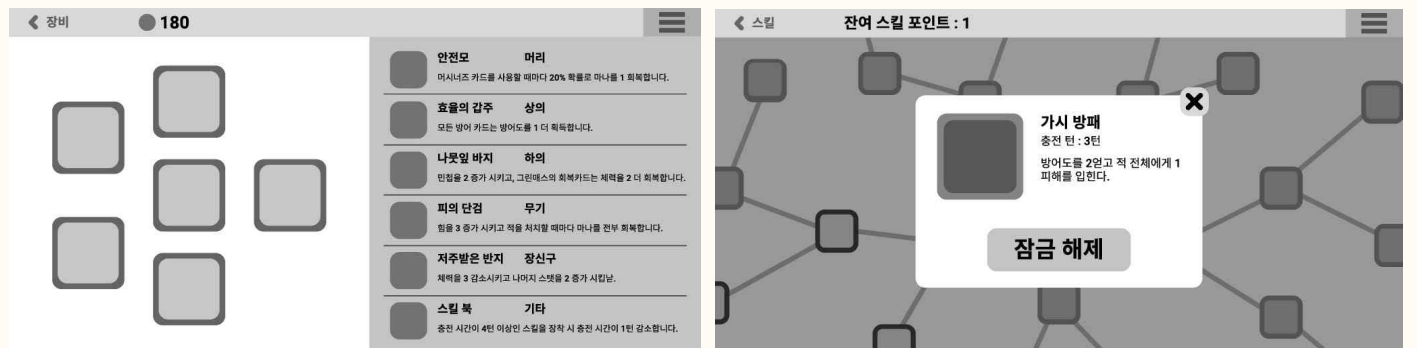 장비
180
안전모 머리
머시너즈 카드를 사용할 때마다 20% 확률로 마나를 1 회복합니다.
효율의 갑주 상의
모든 방어 카드는 방어도를 1 더 획득합니다.
나뭇잎 바지 하의
민첩을 2 증가 시키고, 그린매스의 회복카드는 체력을 2 더 회복합니다.
피의 단검 무기
힘을 3 증가 시키고 적을 처치할 때마다 마나를 전부 회복합니다.
저주받은 반지 장신구
체력을 3 감소시키고 나머지 스탯을 2 증가 시킵닏.
스킬 북 기타
충전 시간이 4턴 이상인 스킬을 장착 시 충전 시간이 1턴 감소합니다.
스킬
잔여 스킬 포인트 : 1
가시 방패
충전 턴 : 3턴
방어도를 2얻고 적 전체에게 1
피해를 입힌다.
잠금 해제